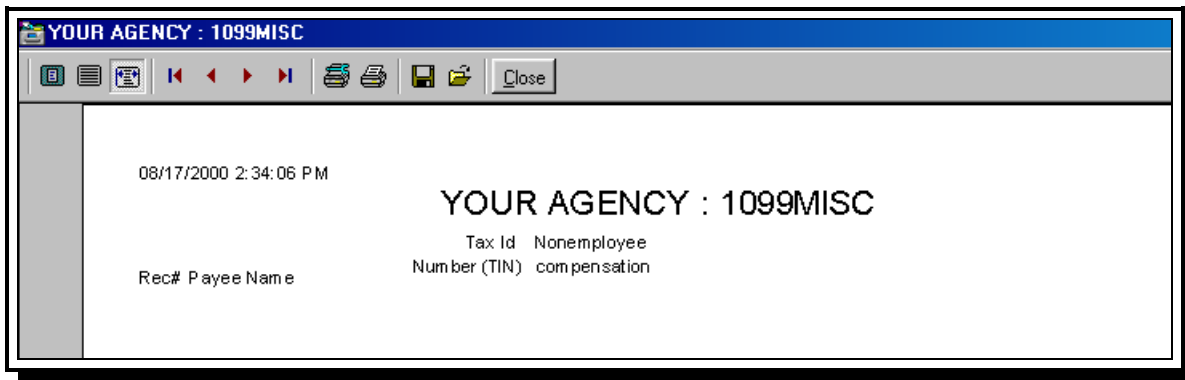 YOUR AGENCY : 1099MISC
Close
08/17/2000 2:34:06 PM
YOUR AGENCY : 1099MISC
Tax Id Nonemployee
Number (TIN) compensation
Rec# Payee Name